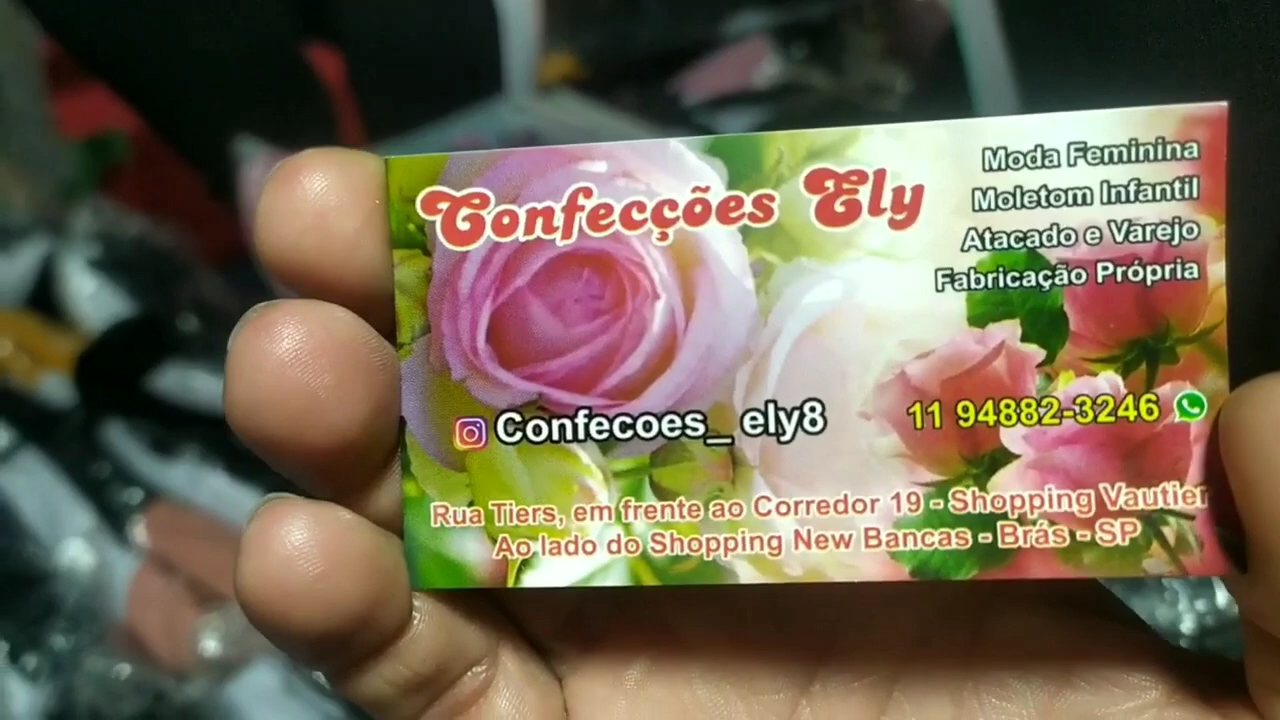 Confecções Ely
Moda Feminina
Moletom Infantil
Atacado e Varejo
Fabricação Própria
Confecoes_ ely8
11 94882-3246
Rua Tiers, em frente ao Corredor 19 - Shopping Vautier
Ao lado do Shopping New Bancas - Brás - SP